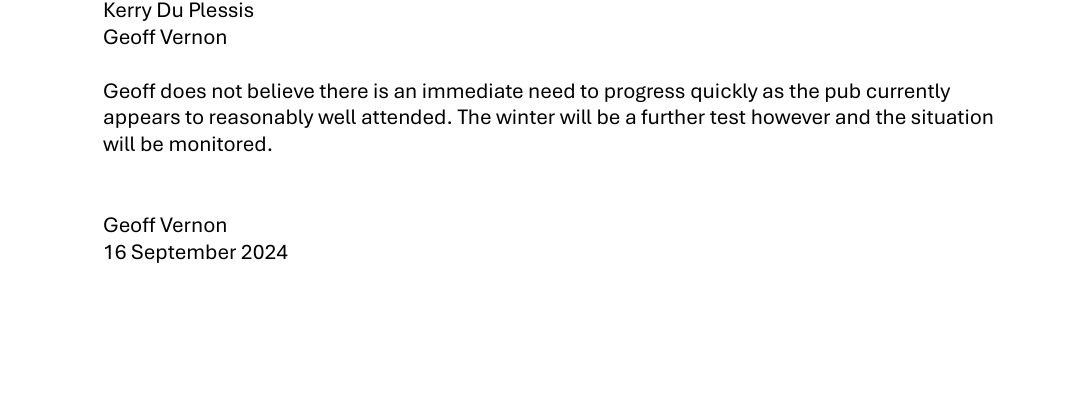 Kerry Du Plessis
Geoff Vernon
Geoff does not believe there is an immediate need to progress quickly as the pub currently
appears to reasonably well attended. The winter will be a further test however and the situation
will be monitored.
Geoff Vernon
16 September 2024